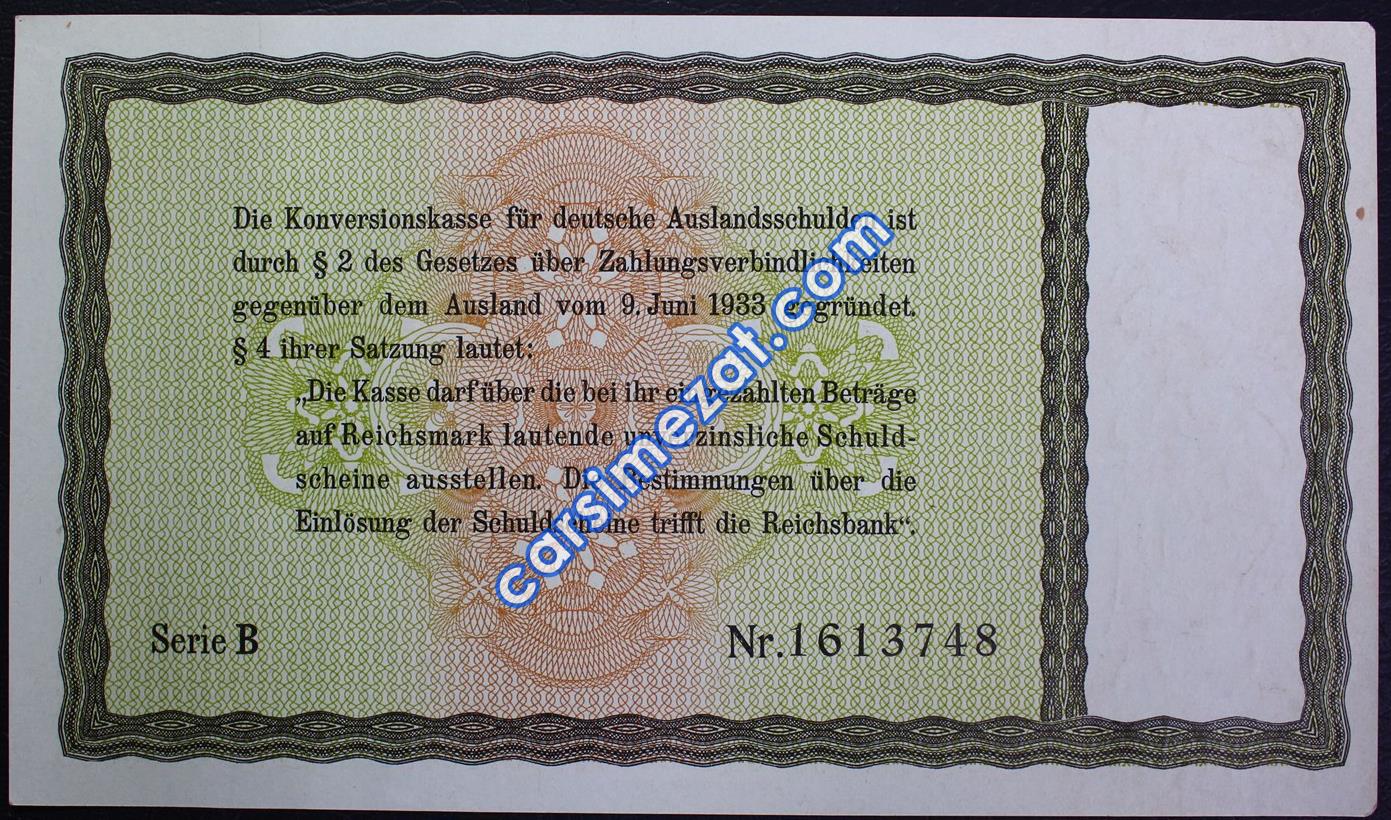 Die Konversionskasse für deutsche Auslandsschulden ist
durch § 2 des Gesetzes über Zahlungsverbindlichkeiten
gegenüber dem Ausland vom 9. Juni 1933 gegründet.
§ 4 ihrer Satzung lautet:
„Die Kasse darf über die bei ihr eingezahlten Beträge
auf Reichsmark lautende unverzinsliche Schuld-
scheine ausstellen. Die Bestimmungen über die
Einlösung der Schuldscheine trifft die Reichsbank“.
Serie B
Nr. 1613748
carsimezat.com